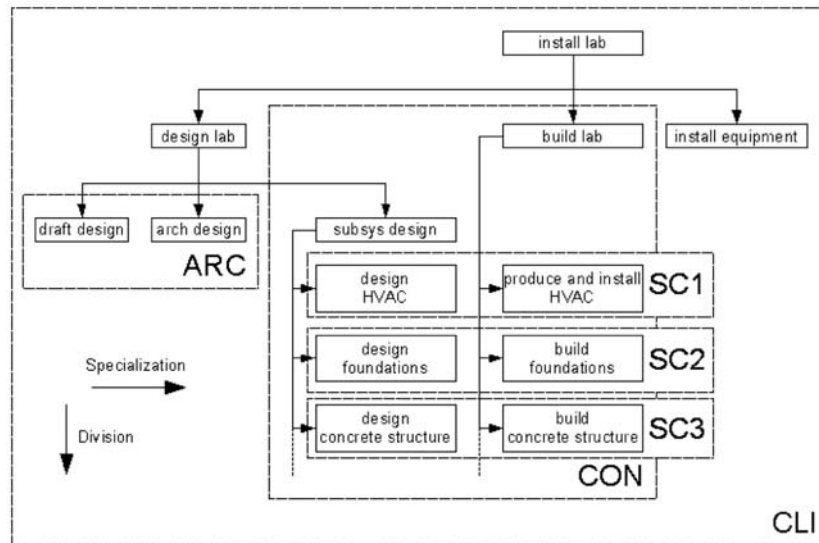 install lab
design lab
build lab
install equipment
draft design
arch design
subsys design
ARC
design
HVAC
produce and install
HVAC
SC1
design
foundations
build
foundations
SC2
Specialization
design
concrete structure
build
concrete structure
SC3
Division
CON
CLI